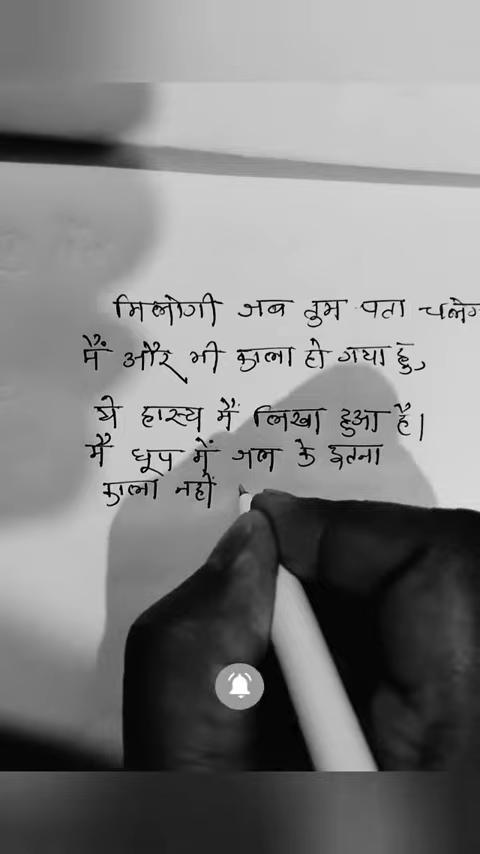 मिलोगी जब तुम पता चलेग
मैं और भी काला हो गया हु,
ये हास्य में लिखा हुआ है।
मैं धूप में जल के इतना
काला नहीं